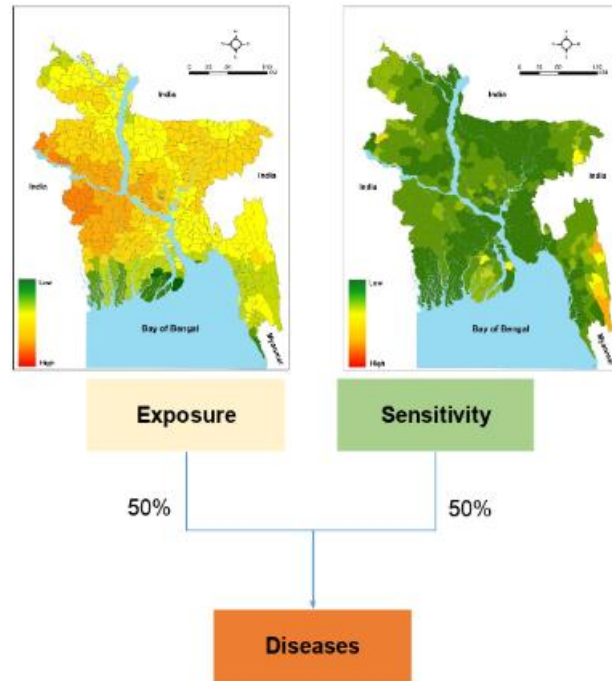 India
India
India
Low
High
Bay of Bengal
Myanmar
India
India
India
Low
High
Bay of Bengal
Myanmar
Exposure
Sensitivity
50%
50%
Diseases